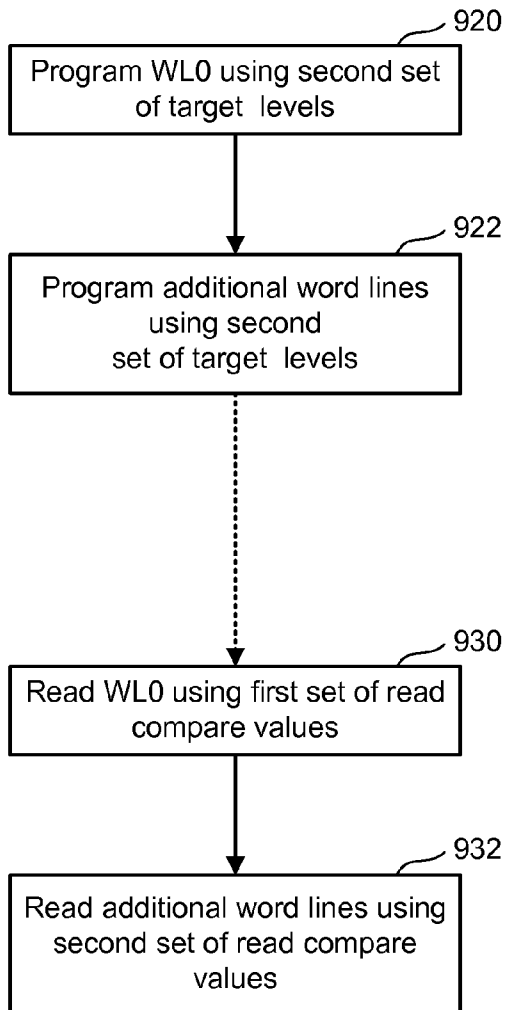 920
Program WL0 using second set
of target levels
922
Program additional word lines
using second
set of target levels
930
Read WL0 using first set of read
compare values
932
Read additional word lines using
second set of read compare
values